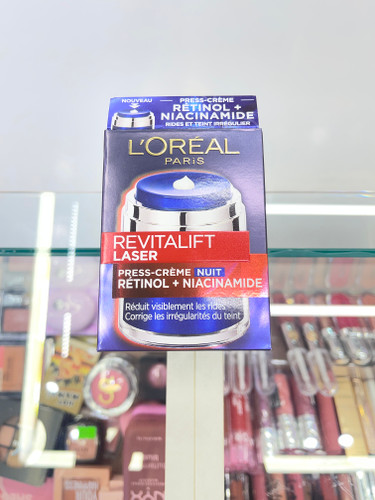 NOUVEAU
PRESS-CRÈME
RÉTINOL +
NIACINAMIDE
RIDES ET TEINT IRRÉGULIER
L'ORÉAL
PARIS
REVITALIFT
LASER
PRESS-CRÈME NUIT
RÉTINOL + NIACINAMIDE
Réduit visiblement les rides
Corrige les irrégularités du teint
NYX